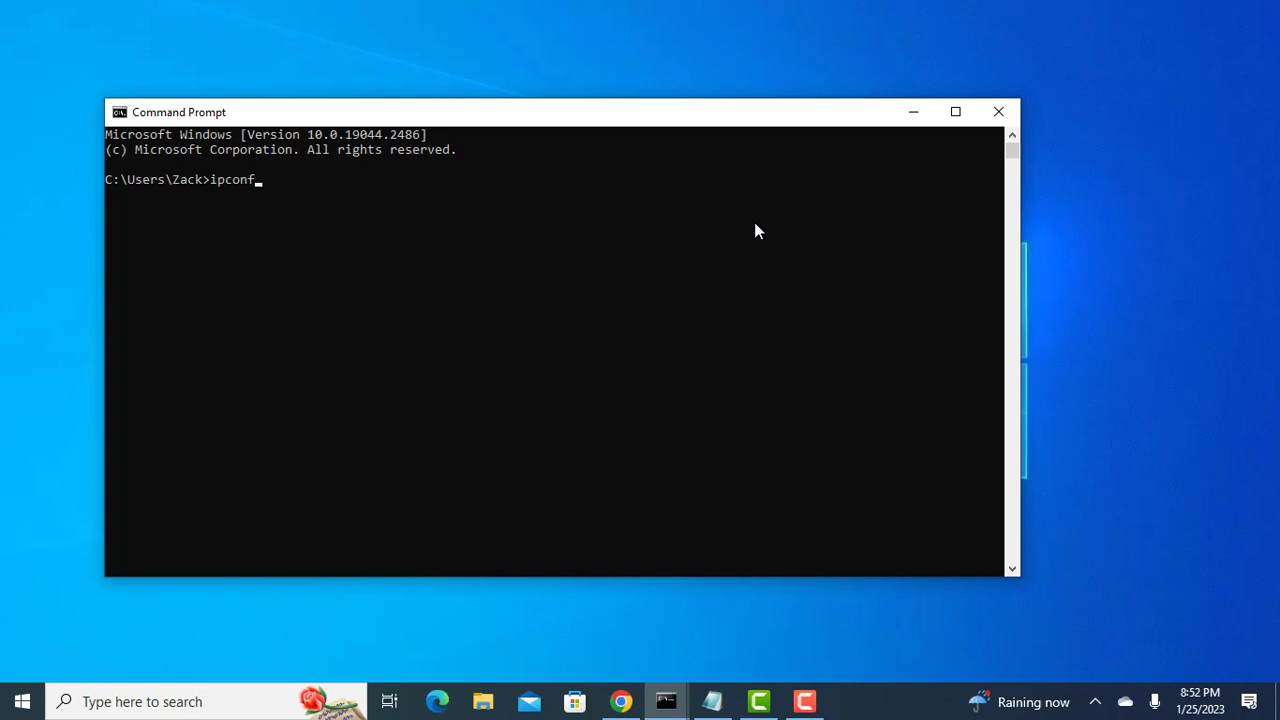 Command Prompt
Microsoft Windows [Version 10.0.19044.2486]
(c) Microsoft Corporation. All rights reserved.
C:\Users\Zack>ipconf
Type here to search
Raining now
8:52 PM
1/25/2023